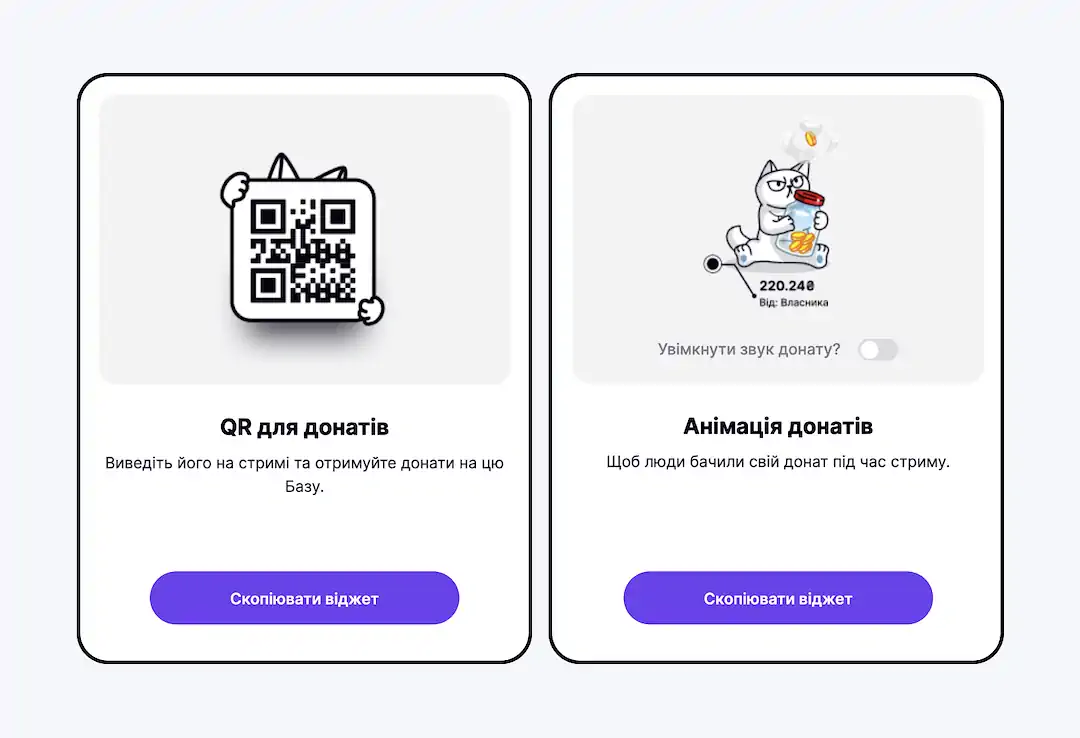 QR для донатів
Виведіть його на стримі та отримуйте донати на цю
Базу.
Скопіювати віджет
220.24₴
Від: Власника
Увімкнути звук донату?
Анімація донатів
Щоб люди бачили свій донат під час стриму.
Скопіювати віджет